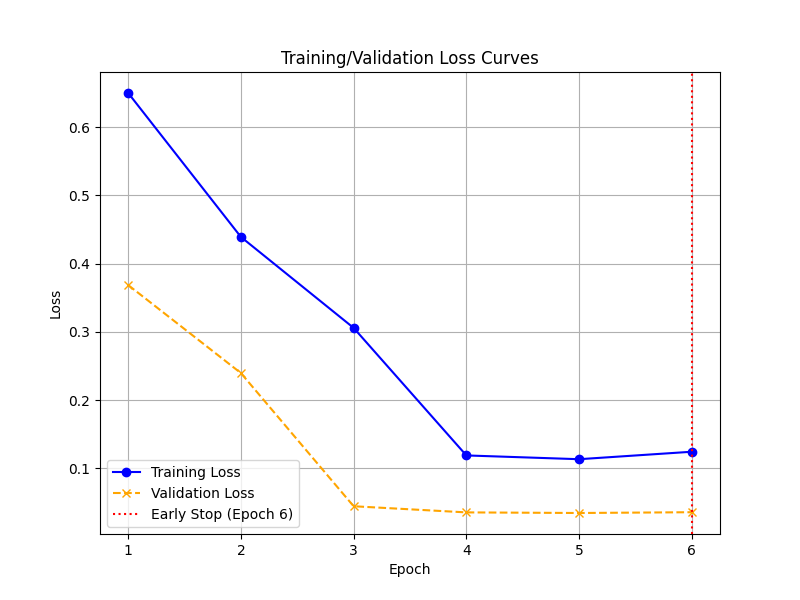 Training/Validation Loss Curves
Loss
0.6
0.5
0.4
0.3
0.2
0.1
Training Loss
Validation Loss
Early Stop (Epoch 6)
1 2 3 4 5 6
Epoch